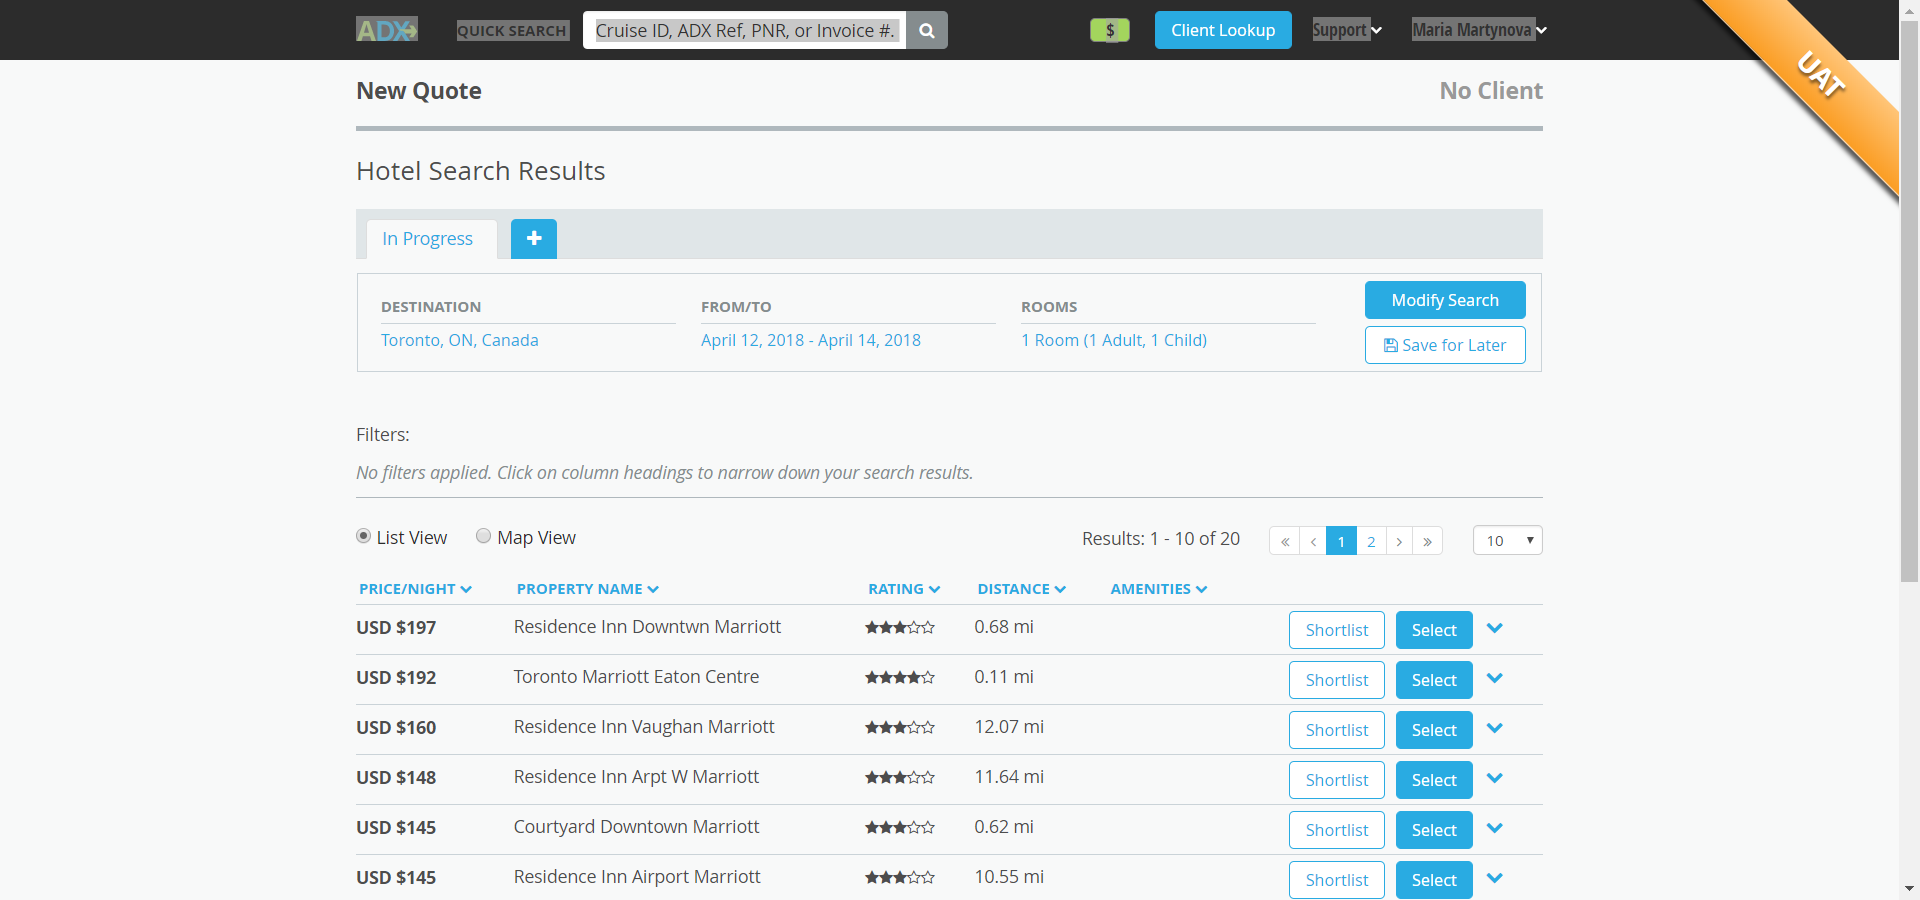 ADX QUICK SEARCH Cruise ID, ADX Ref, PNR, or Invoice #. $ Client Lookup Support Maria Martynova
UAT
New Quote No Client
Hotel Search Results
In Progress +
DESTINATION FROM/TO ROOMS
Modify Search
Toronto, ON, Canada April 12, 2018 - April 14, 2018 1 Room (1 Adult, 1 Child)
Save for Later
Filters:
No filters applied. Click on column headings to narrow down your search results.
List View Map View Results: 1 - 10 of 20 « ‹ 1 2 › » 10
PRICE/NIGHT PROPERTY NAME RATING DISTANCE AMENITIES
USD $197 Residence Inn Downtwn Marriott 0.68 mi Shortlist Select
USD $192 Toronto Marriott Eaton Centre 0.11 mi Shortlist Select
USD $160 Residence Inn Vaughan Marriott 12.07 mi Shortlist Select
USD $148 Residence Inn Arpt W Marriott 11.64 mi Shortlist Select
USD $145 Courtyard Downtown Marriott 0.62 mi Shortlist Select
USD $145 Residence Inn Airport Marriott 10.55 mi Shortlist Select